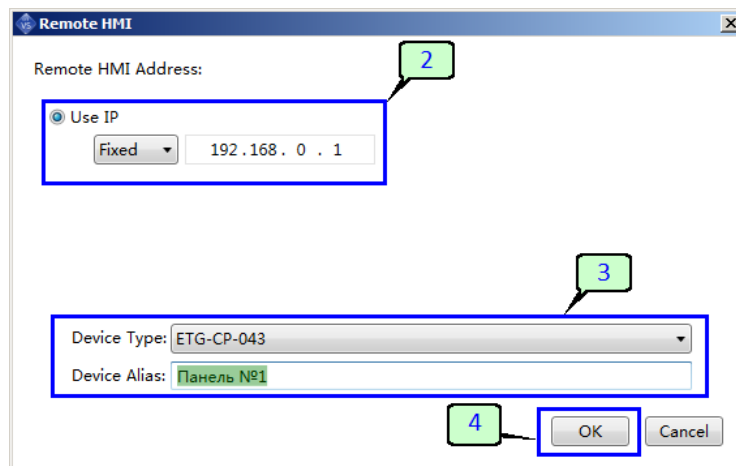 Remote HMI
2
Remote HMI Address:
Use IP
Fixed 192.168. 0 . 1
3
Device Type: ETG-CP-043
Device Alias: Панель №1
4 OK Cancel